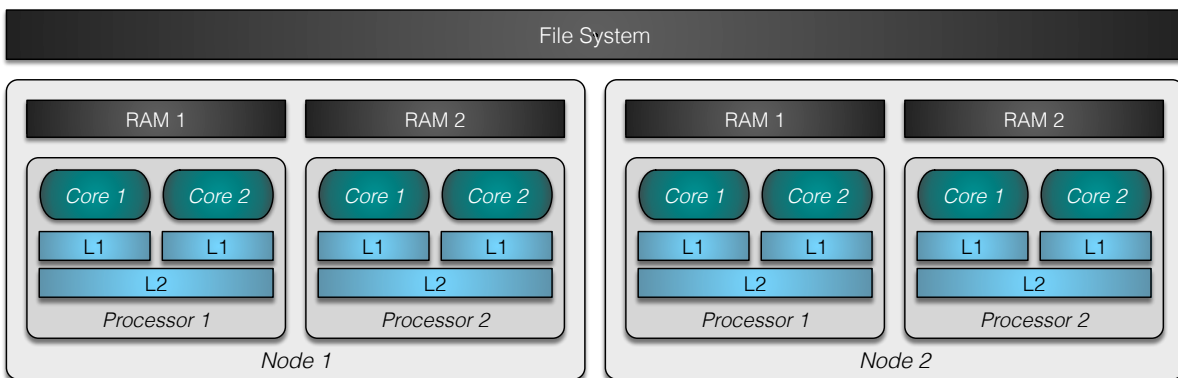 File System
RAM 1 RAM 2 RAM 1 RAM 2
Core 1 Core 2 Core 1 Core 2 Core 1 Core 2 Core 1 Core 2
L1 L1 L1 L1 L1 L1 L1 L1
L2 L2 L2 L2
Processor 1 Processor 2 Processor 1 Processor 2
Node 1 Node 2